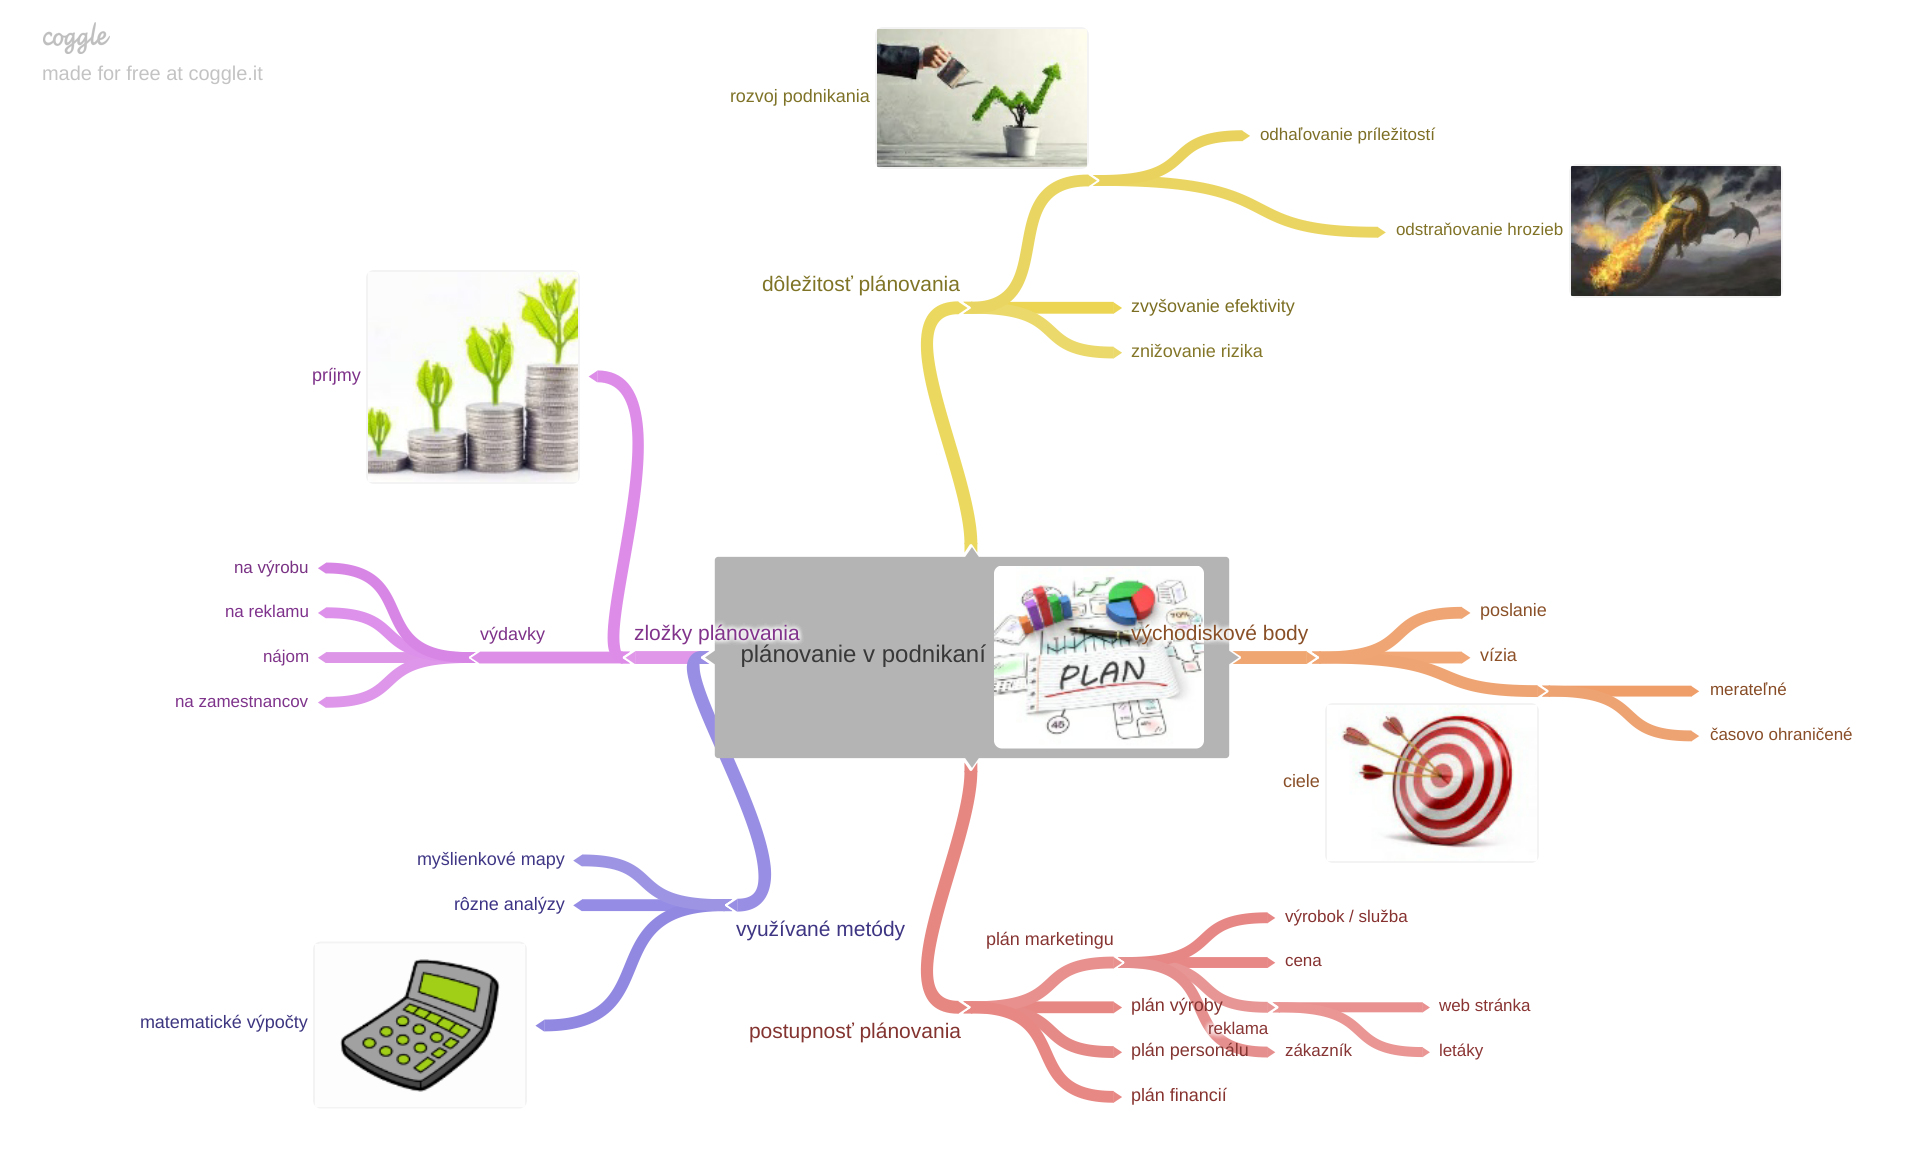 coggle
made for free at coggle.it
rozvoj podnikania
odhaľovanie príležitostí
odstraňovanie hrozieb
dôležitosť plánovania
zvyšovanie efektivity
znižovanie rizika
príjmy
na výrobu
na reklamu
výdavky
nájom
na zamestnancov
zložky plánovania
plánovanie v podnikaní
PLAN
45
východiskové body
poslanie
vízia
merateľné
časovo ohraničené
ciele
myšlienkové mapy
rôzne analýzy
využívané metódy
matematické výpočty
postupnosť plánovania
plán marketingu
výrobok / služba
cena
plán výroby
reklama
web stránka
plán personálu
zákazník
letáky
plán financií